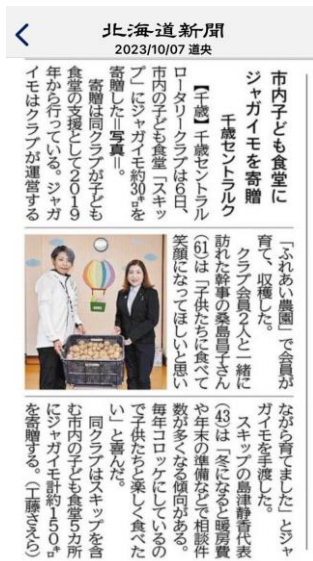 北海道新聞
2023/10/07 道央
市内子ども食堂に
ジャガイモを寄贈
千歳セントラルク
【千歳】千歳セントラル
ロータリークラブは6日、
市内の子ども食堂「スキッ
プ」にジャガイモ約30㌔を
寄贈した＝写真＝。
寄贈は同クラブが子ども
食堂の支援として2019
年から行っている。ジャガ
イモはクラブが運営する
「ふれあい農園」で会員が
育て、収穫した。
クラブ会員2人と一緒に
訪れた幹事の桑島昌子さん
(61)は「子供たちに食べて
笑顔になってほしいと思い
ながら育てました」とジャ
ガイモを手渡した。
スキップの島津静香代表
(43)は「冬になると暖房費
や年末の準備などで相談件
数が多くなる傾向がある。
毎年コロッケにしているの
で子供たちと楽しく食べた
い」と喜んだ。
同クラブはスキップを含
む市内の子ども食堂5カ所
にジャガイモ計約150㌔
を寄贈する。（工藤さえら）